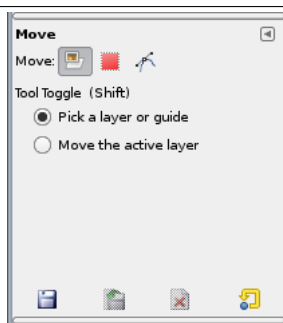 Move
Move:
Tool Toggle (Shift)
Pick a layer or guide
Move the active layer